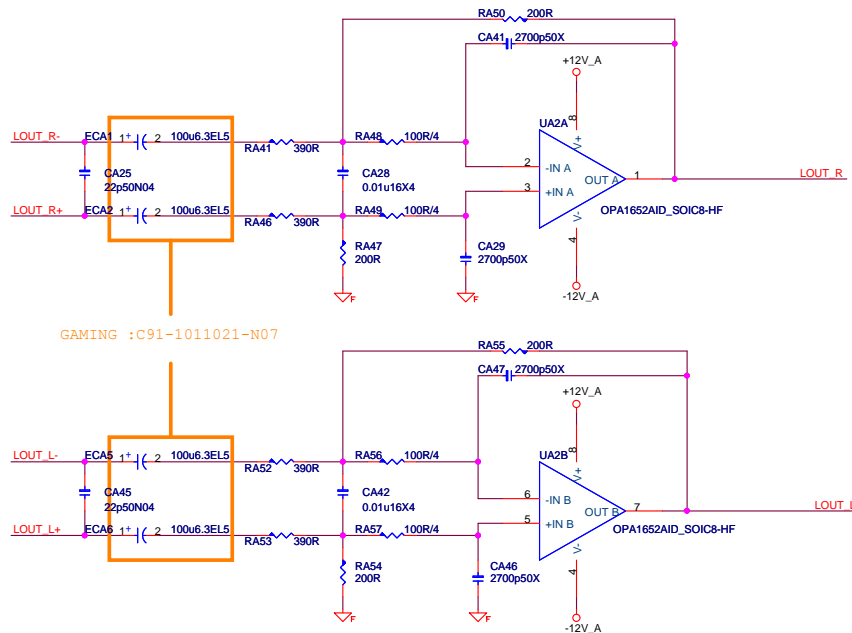 RA50 200R
CA41 2700p50X
+12V_A
UA2A
8
V+
LOUT_R- ECA1 1 + 2 100u6.3EL5 RA41 390R RA48 100R/4
CA25
22p50N04
CA28
0.01u16X4
2 -IN A
OUT A 1 LOUT_R
3 +IN A
LOUT_R+ ECA2 1 + 2 100u6.3EL5 RA46 390R RA49 100R/4
OPA1652AID_SOIC8-HF
V-
4
RA47
200R
CA29
2700p50X
F
F
-12V_A
GAMING :C91-1011021-N07
RA55 200R
CA47 2700p50X
+12V_A
UA2B
8
V+
LOUT_L- ECA5 1 + 2 100u6.3EL5 RA52 390R RA56 100R/4
CA45
22p50N04
CA42
0.01u16X4
6 -IN B
OUT B 7 LOUT_L
5 +IN B
LOUT_L+ ECA6 1 + 2 100u6.3EL5 RA53 390R RA57 100R/4
OPA1652AID_SOIC8-HF
V-
4
RA54
200R
CA46
2700p50X
F
F
-12V_A